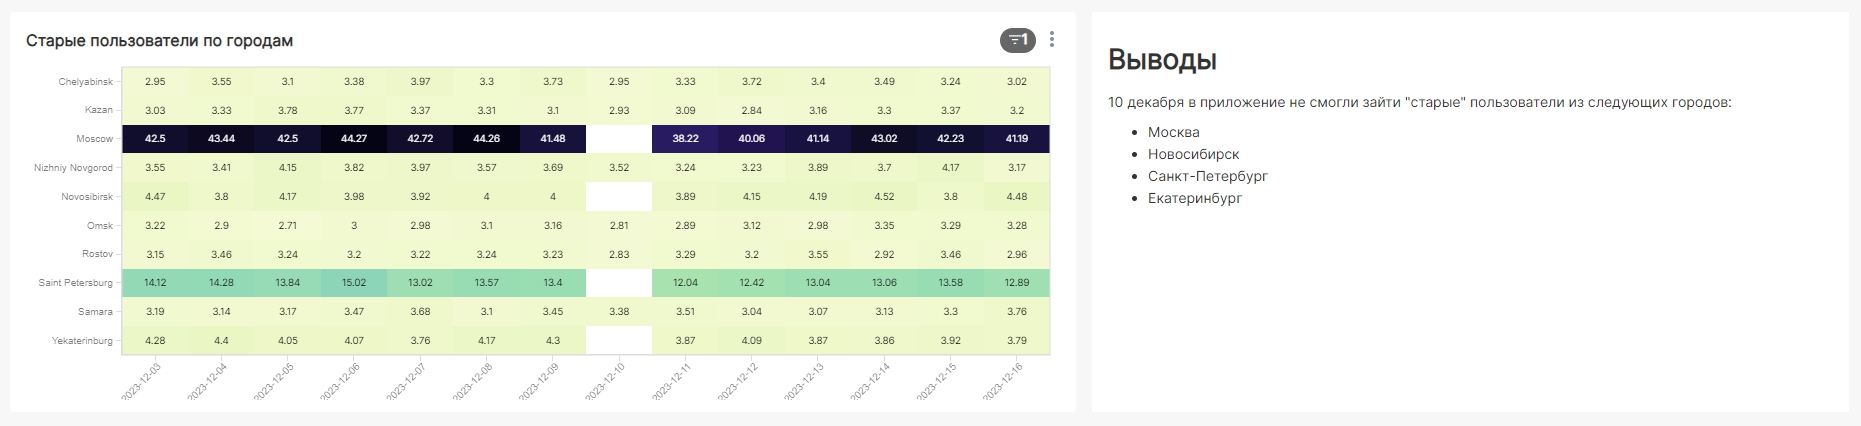 Старые пользователи по городам
1
Chelyabinsk 2.95 3.55 3.1 3.38 3.97 3.3 3.73 2.95 3.33 3.72 3.4 3.49 3.24 3.02
Kazan 3.03 3.33 3.78 3.77 3.37 3.31 3.1 2.93 3.09 2.84 3.16 3.3 3.37 3.2
Moscow 42.5 43.44 42.5 44.27 42.72 44.26 41.48 38.22 40.06 41.14 43.02 42.23 41.19
Nizhniy Novgorod 3.55 3.41 4.15 3.82 3.97 3.57 3.69 3.52 3.24 3.23 3.89 3.7 4.17 3.17
Novosibirsk 4.47 3.8 4.17 3.98 3.92 4 4 3.89 4.15 4.19 4.52 3.8 4.48
Omsk 3.22 2.9 2.71 3 2.98 3.1 3.16 2.81 2.89 3.12 2.98 3.35 3.29 3.28
Rostov 3.15 3.46 3.24 3.2 3.22 3.24 3.23 2.83 3.29 3.2 3.55 2.92 3.46 2.96
Saint Petersburg 14.12 14.28 13.84 15.02 13.02 13.57 13.4 12.04 12.42 13.04 13.06 13.58 12.89
Samara 3.19 3.14 3.17 3.47 3.68 3.1 3.45 3.38 3.51 3.04 3.07 3.13 3.3 3.76
Yekaterinburg 4.28 4.4 4.05 4.07 3.76 4.17 4.3 3.87 4.09 3.87 3.86 3.92 3.79
2023-12-03 2023-12-04 2023-12-05 2023-12-06 2023-12-07 2023-12-08 2023-12-09 2023-12-10 2023-12-11 2023-12-12 2023-12-13 2023-12-14 2023-12-15 2023-12-16
Выводы
10 декабря в приложение не смогли зайти "старые" пользователи из следующих городов:
• Москва
• Новосибирск
• Санкт-Петербург
• Екатеринбург